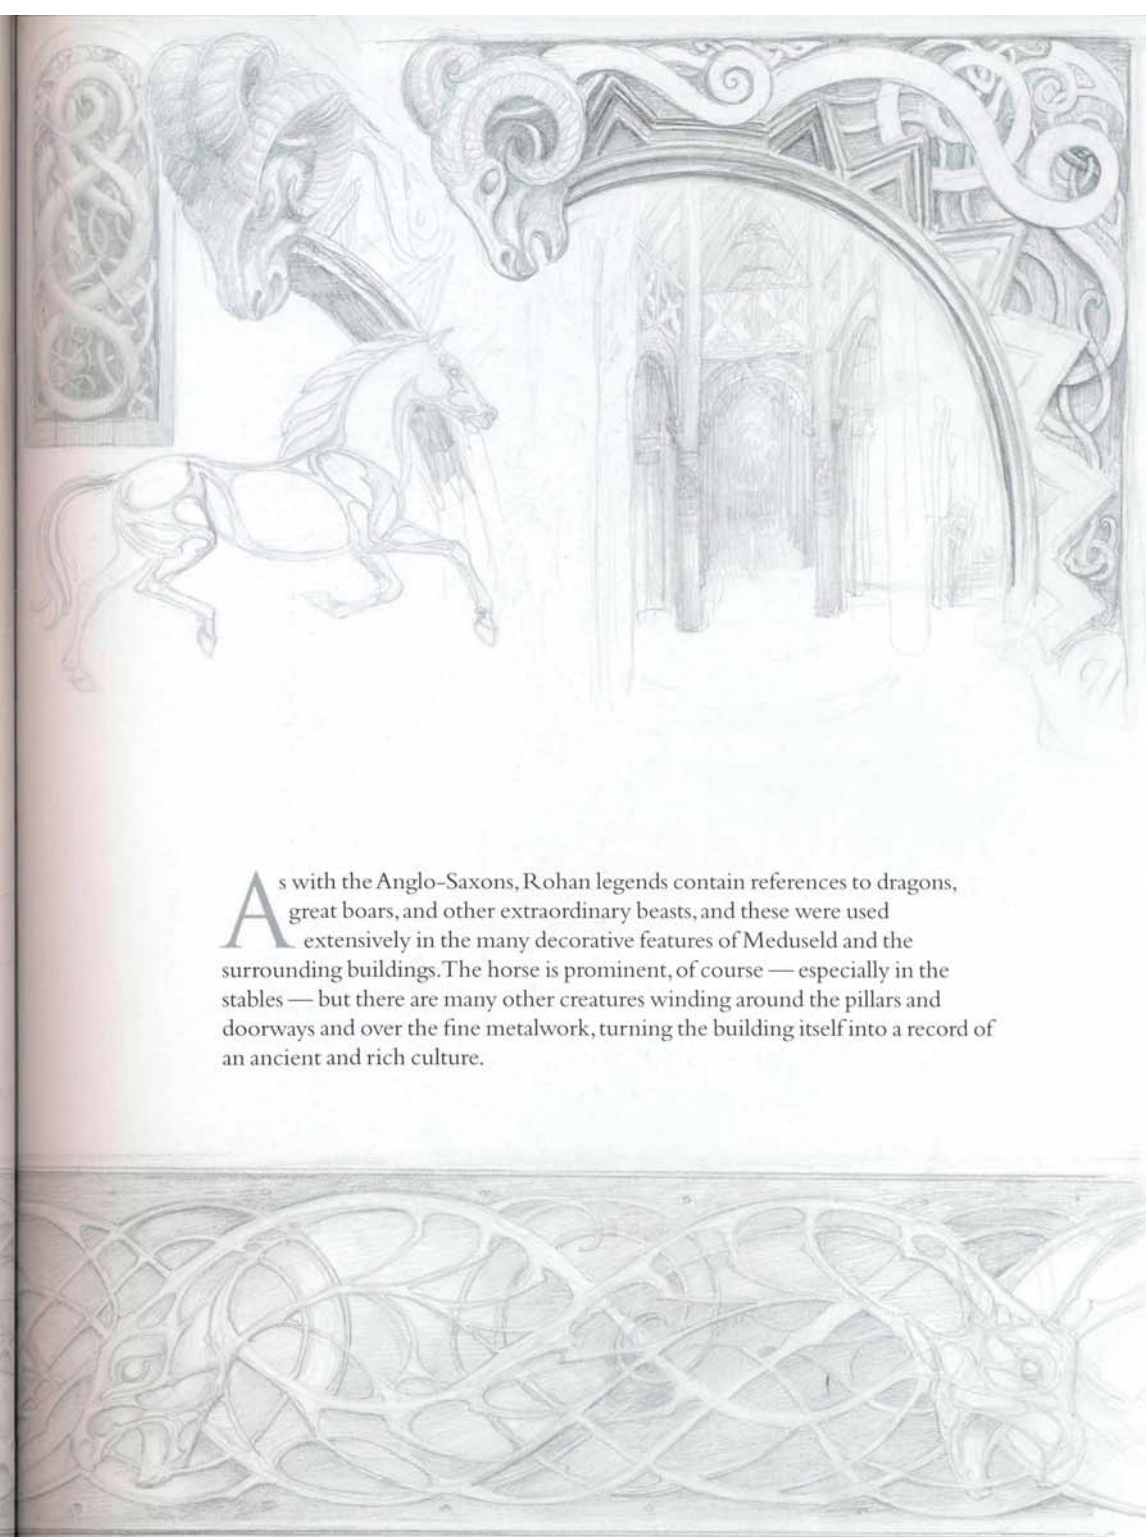 As with the Anglo-Saxons, Rohan legends contain references to dragons,
great boars, and other extraordinary beasts, and these were used
extensively in the many decorative features of Meduseld and the
surrounding buildings. The horse is prominent, of course — especially in the
stables — but there are many other creatures winding around the pillars and
doorways and over the fine metalwork, turning the building itself into a record of
an ancient and rich culture.